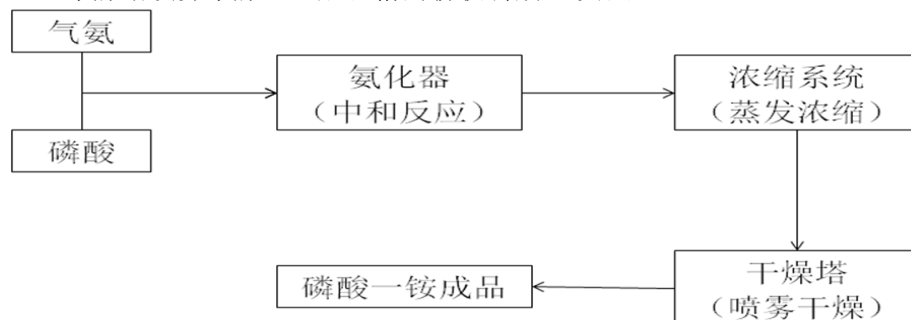 气氨
磷酸
氨化器
（中和反应）
浓缩系统
（蒸发浓缩）
干燥塔
（喷雾干燥）
磷酸一铵成品